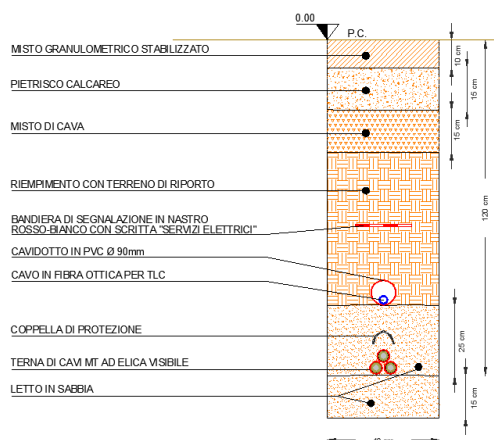 0.00
P.C.
MISTO GRANULOMETRICO STABILIZZATO
10 cm
PIETRISCO CALCAREO
15 cm
MISTO DI CAVA
15 cm
RIEMPIMENTO CON TERRENO DI RIPORTO
120 cm
BANDIERA DI SEGNALAZIONE IN NASTRO
ROSSO-BIANCO CON SCRITTA "SERVIZI ELETTRICI"
CAVIDOTTO IN PVC Ø 90mm
CAVO IN FIBRA OTTICA PER TLC
COPPELLA DI PROTEZIONE
25 cm
TERNA DI CAVI MT AD ELICA VISIBILE
LETTO IN SABBIA
15 cm